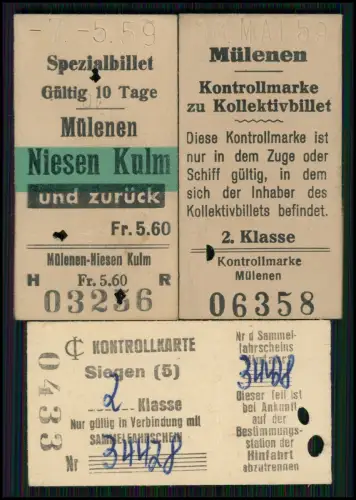 -7.-5.59
Spezialbillet
Gültig 10 Tage
Mülenen
Niesen Kulm
und zurück
Fr. 5.60
Mülenen-Niesen Kulm
H Fr. 5.60 R
03256
MAI 59
Mülenen
Kontrollmarke
zu Kollektivbillet
Diese Kontrollmarke ist
nur in dem Zuge oder
Schiff gültig, in dem
sich der Inhaber des
Kollektivbillets befindet.
2. Klasse
Kontrollmarke
Mülenen
06358
0433
KONTROLLKARTE
Siegen (5)
2 Klasse
Nur gültig in Verbindung mit
SAMMELFAHRSCHEIN
Nr 34428
Nr d Sammel-
fahrscheins
34428
Dieser Teil ist
bei Ankunft
auf der
Bestimmungs-
station der
Hinfahrt
abzutrennen